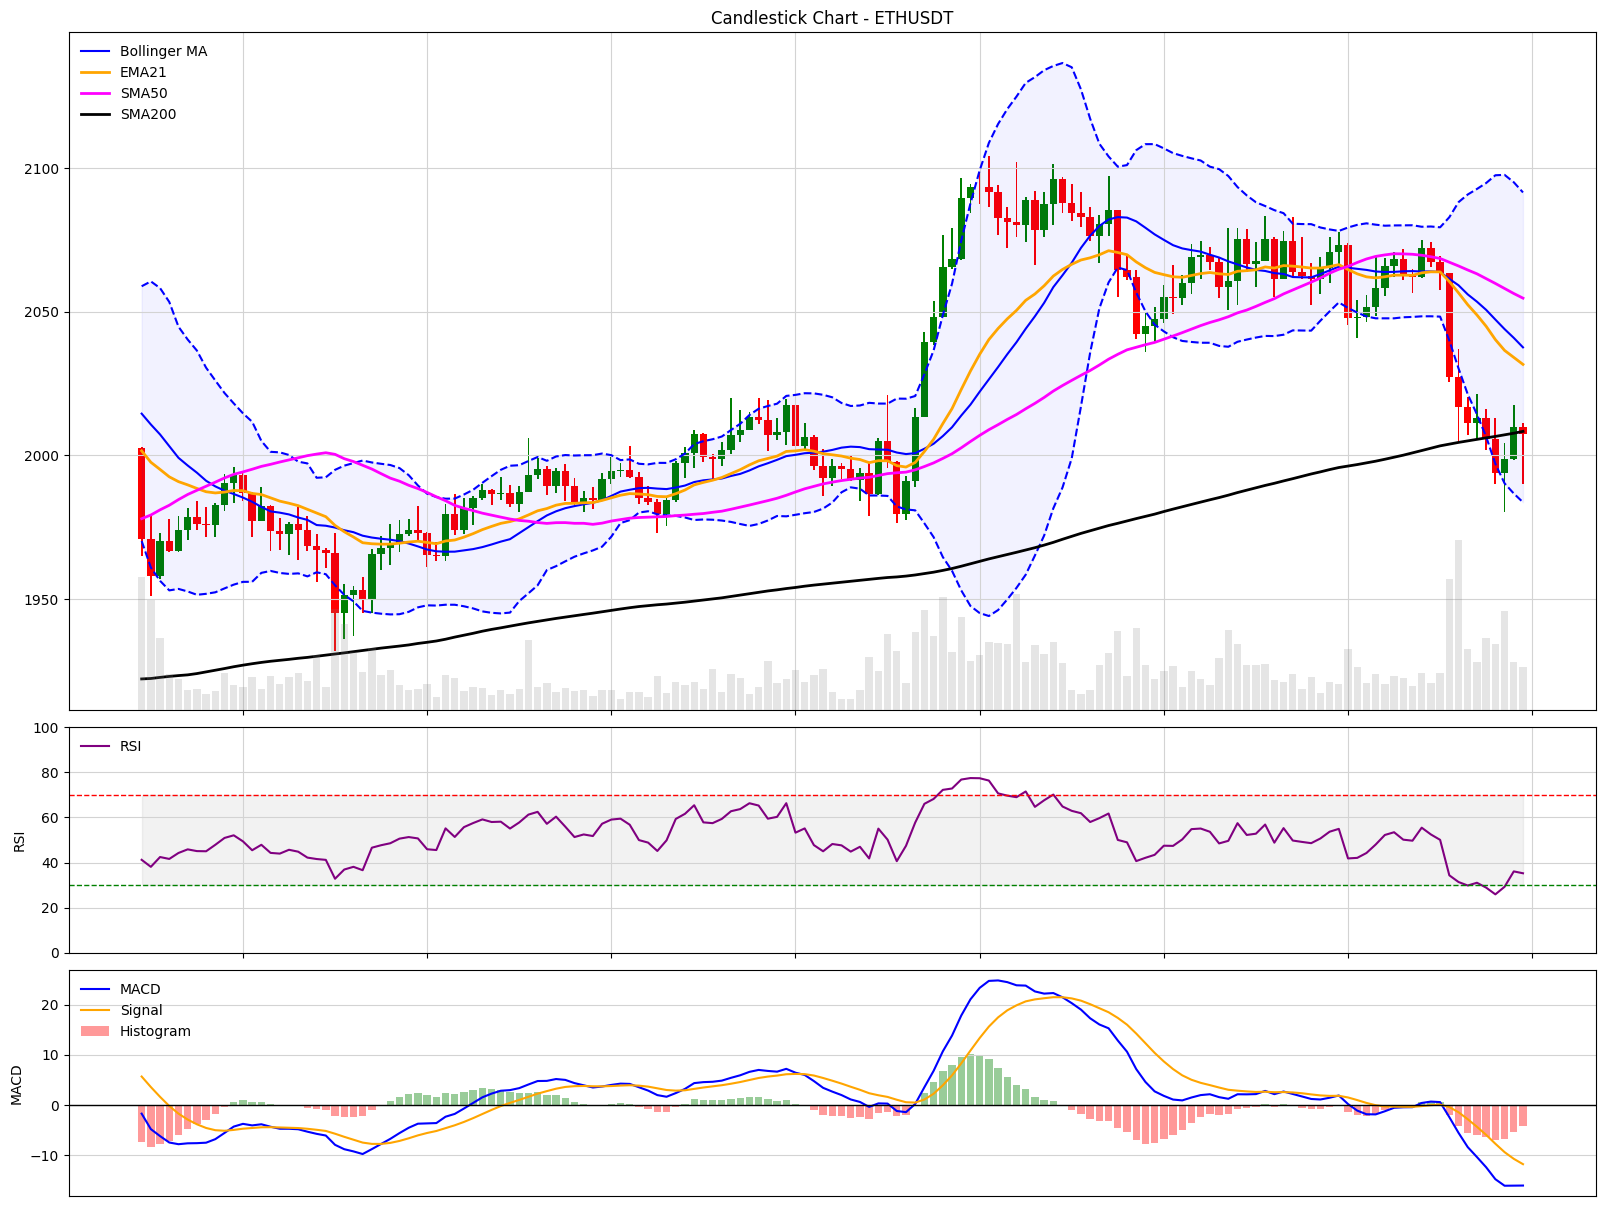 Candlestick Chart - ETHUSDT
Bollinger MA
EMA21
SMA50
SMA200
2100
2050
2000
1950
100
80
60
40
20
0
RSI
RSI
20
10
0
−10
MACD
MACD
Signal
Histogram